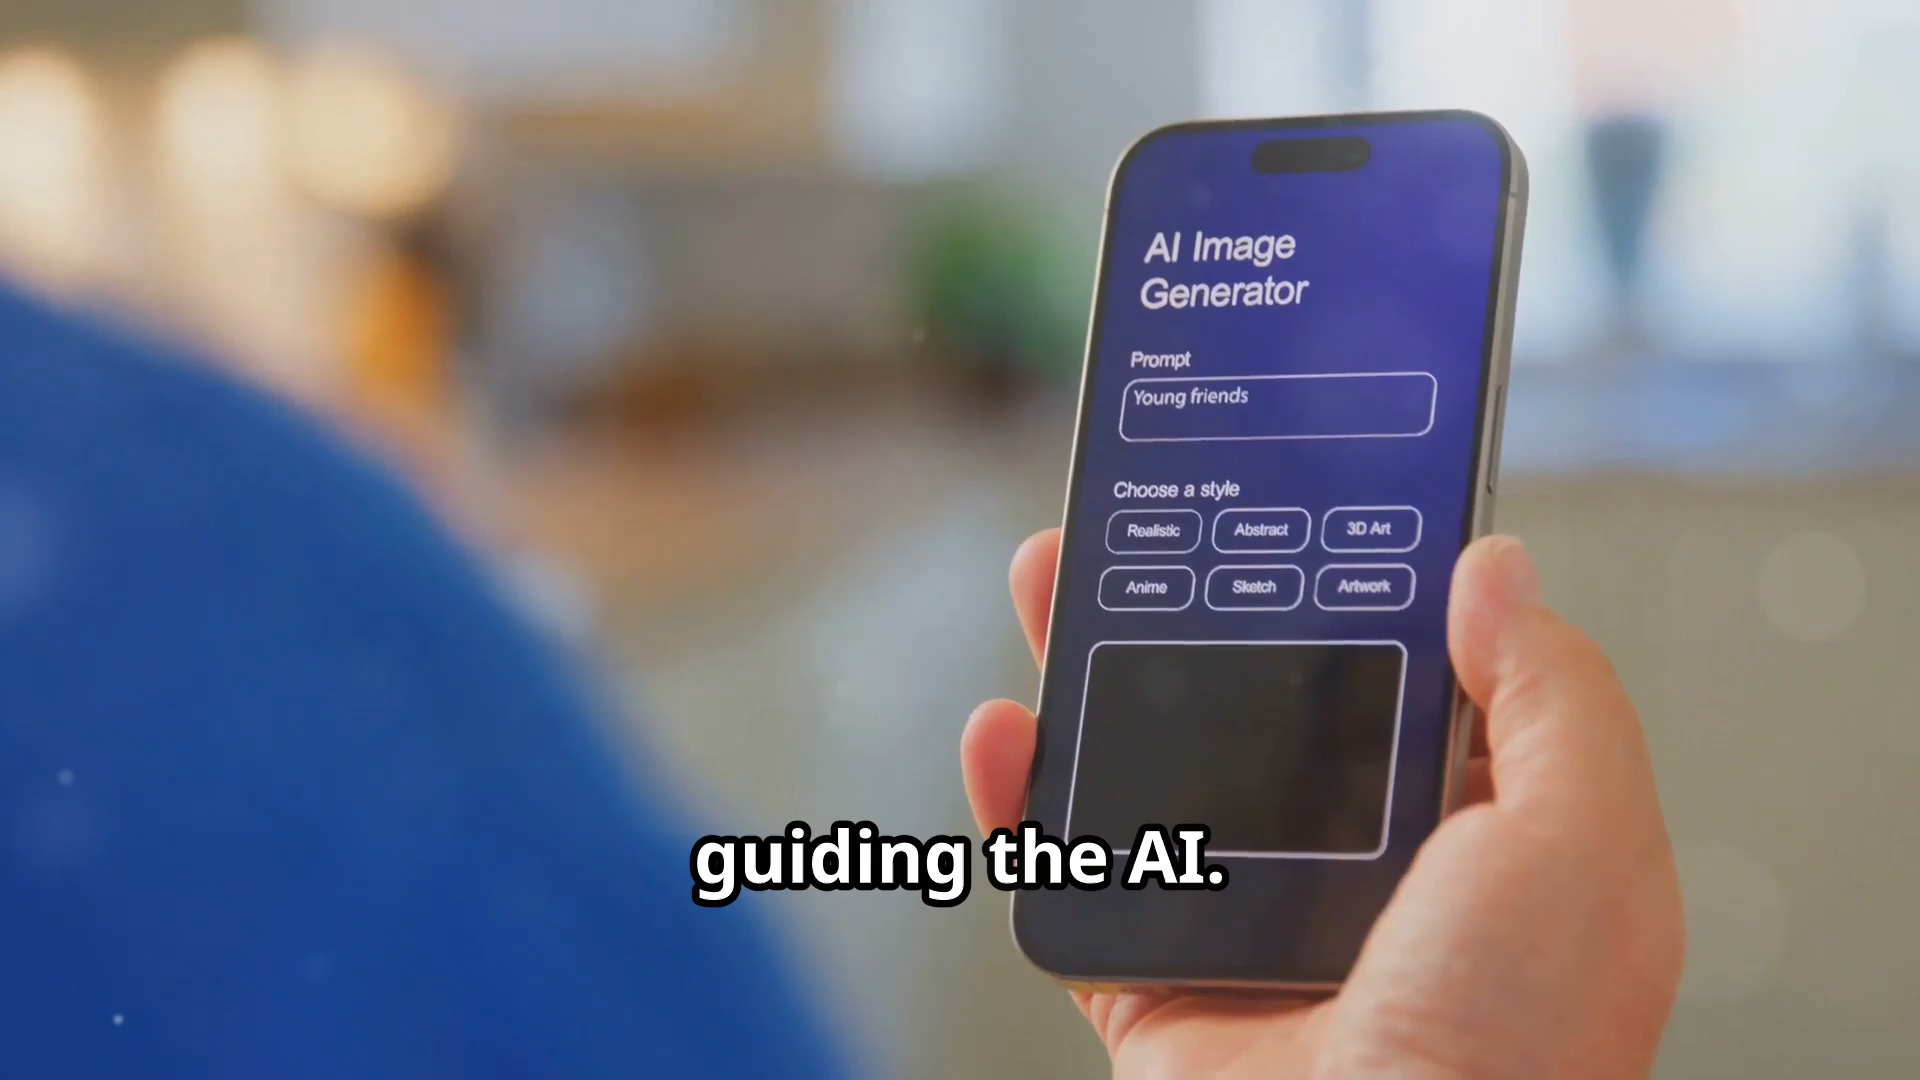 AI Image
Generator
Prompt
Young friends
Choose a style
Realistic Abstract 3D Art
Anime Sketch Artwork
guiding the AI.